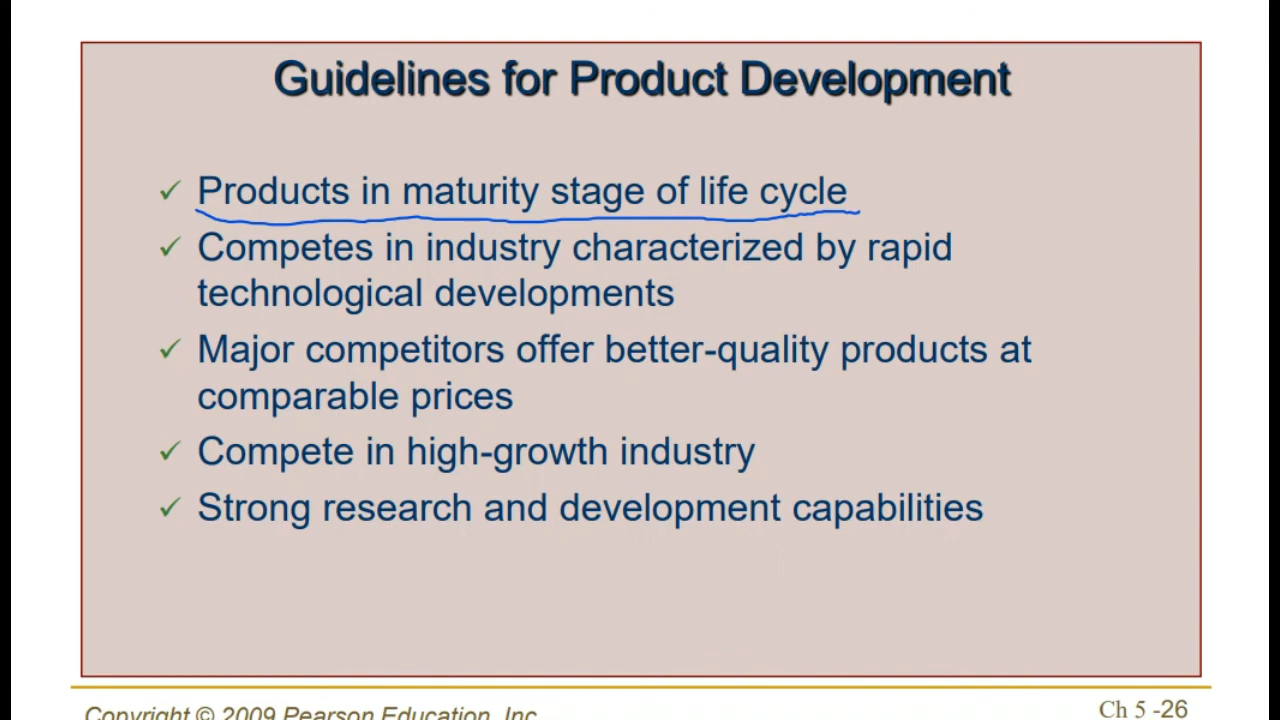 Guidelines for Product Development
✓ Products in maturity stage of life cycle
✓ Competes in industry characterized by rapid
technological developments
✓ Major competitors offer better-quality products at
comparable prices
✓ Compete in high-growth industry
✓ Strong research and development capabilities
Copyright © 2009 Pearson Education, Inc
Ch 5 -26